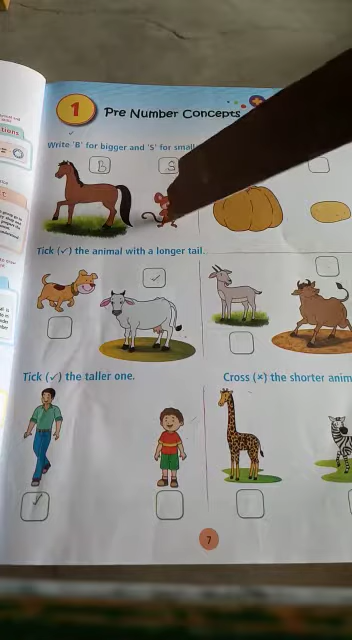 1
Pre Number Concepts
Write 'B' for bigger and 'S' for small
B
S
Tick (✓) the animal with a longer tail.
✓
Tick (✓) the taller one.
Cross (×) the shorter anim
✓
7